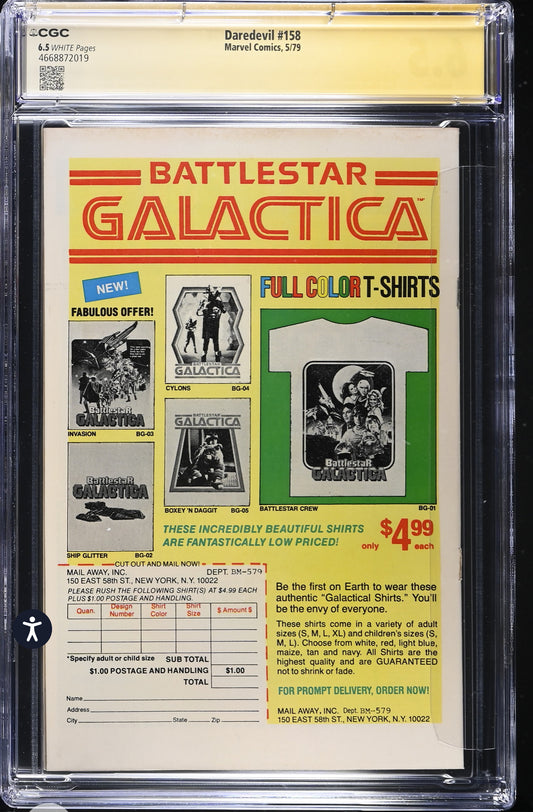 CGC
Daredevil #158
6.5 WHITE Pages
Marvel Comics, 5/79
4668872019
BATTLESTAR
GALACTICA™
NEW!
FABULOUS OFFER!
FULL COLOR T-SHIRTS
BATTLESTAR
GALACTICA
CYLONS BG-04
Battlestar
GALACTICA
INVASION BG-03
BATTLESTAR
GALACTICA
BOXEY 'N DAGGIT BG-05
Battlestar
GALACTICA
BATTLESTAR CREW BG-01
Battlestar
GALACTICA
SHIP GLITTER BG-02
THESE INCREDIBLY BEAUTIFUL SHIRTS
ARE FANTASTICALLY LOW PRICED!
only $4.99 each
CUT OUT AND MAIL NOW!
MAIL AWAY, INC. DEPT. BM-579
150 EAST 58th ST., NEW YORK, N.Y. 10022
PLEASE RUSH THE FOLLOWING SHIRT(S) AT $4.99 EACH
PLUS $1.00 POSTAGE AND HANDLING.
Quan. Design Number Shirt Color Shirt Size $ Amount $
*Specify adult or child size SUB TOTAL
$1.00 POSTAGE AND HANDLING $1.00
TOTAL
Name
Address
City State Zip
Be the first on Earth to wear these
authentic "Galactical Shirts." You'll
be the envy of everyone.
These shirts come in a variety of adult
sizes (S, M, L, XL) and children's sizes (S,
M, L). Choose from white, red, light blue,
maize, tan and navy. All Shirts are the
highest quality and are GUARANTEED
not to shrink or fade.
FOR PROMPT DELIVERY, ORDER NOW!
MAIL AWAY, INC. Dept. BM-579
150 EAST 58th ST., NEW YORK, N.Y. 10022